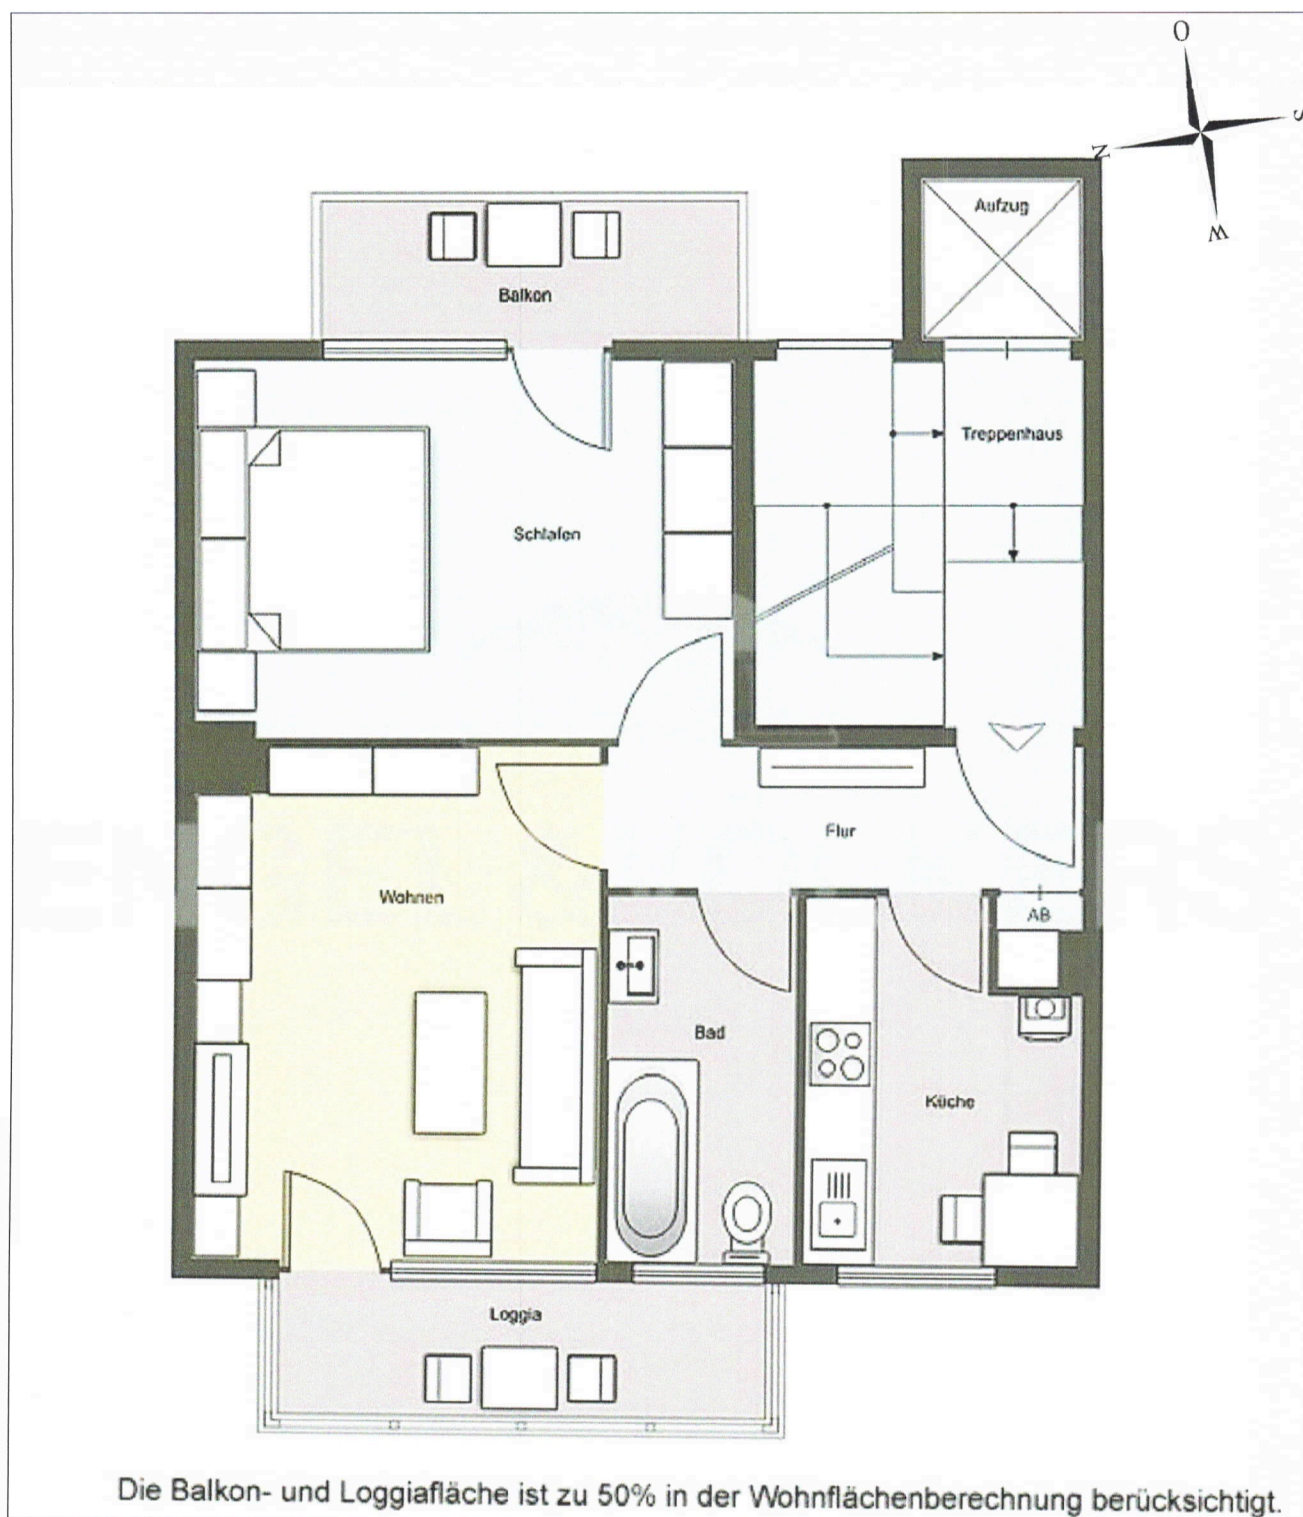 O
S
N
W
Aufzug
Balkon
Treppenhaus
Schlafen
Flur
Wohnen
AB
Bad
Küche
Loggia
Die Balkon- und Loggiafläche ist zu 50% in der Wohnflächenberechnung berücksichtigt.